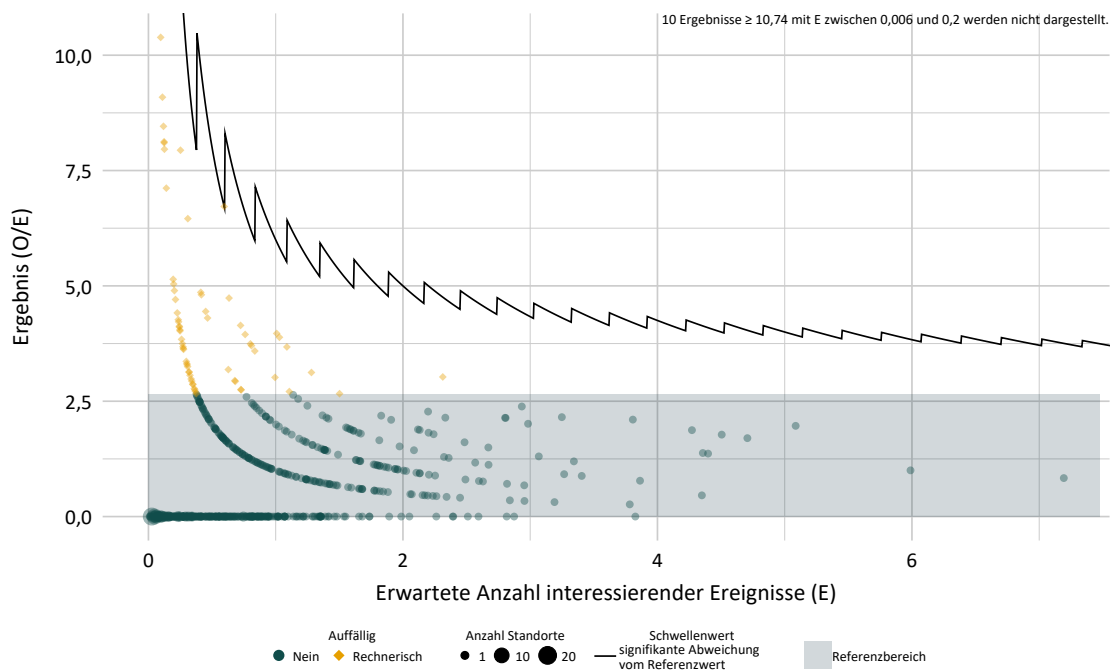 10 Ergebnisse ≥ 10,74 mit E zwischen 0,006 und 0,2 werden nicht dargestellt.
10,0
7,5
5,0
2,5
0,0
Ergebnis (O/E)
0
2
4
6
Erwartete Anzahl interessierender Ereignisse (E)
Auffällig
Nein
Rechnerisch
Anzahl Standorte
1
10
20
Schwellenwert
signifikante Abweichung
vom Referenzwert
Referenzbereich